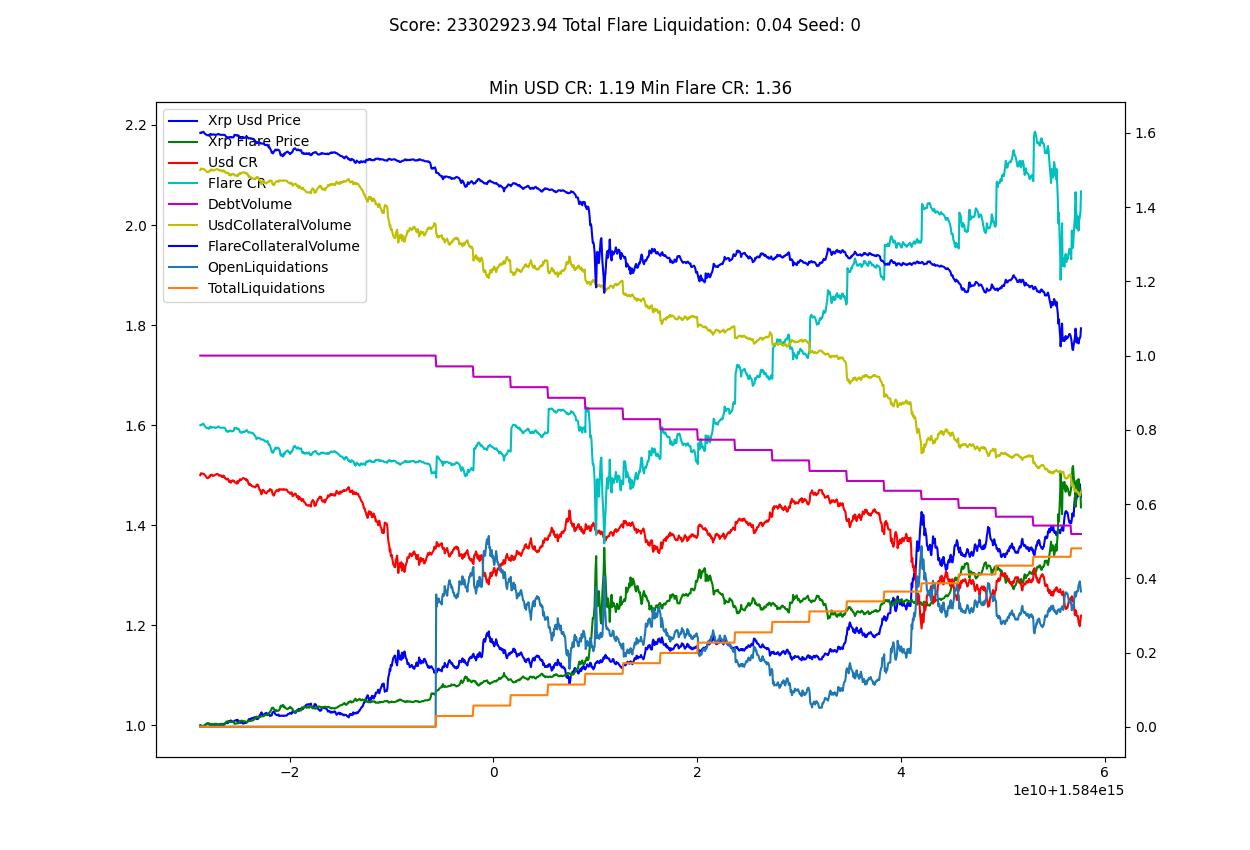 Score: 23302923.94 Total Flare Liquidation: 0.04 Seed: 0
Min USD CR: 1.19 Min Flare CR: 1.36
Xrp Usd Price
Xrp Flare Price
Usd CR
Flare CR
DebtVolume
UsdCollateralVolume
FlareCollateralVolume
OpenLiquidations
TotalLiquidations
2.2
2.0
1.8
1.6
1.4
1.2
1.0
1.6
1.4
1.2
1.0
0.8
0.6
0.4
0.2
0.0
−2 0 2 4 6
1e10+1.584e15